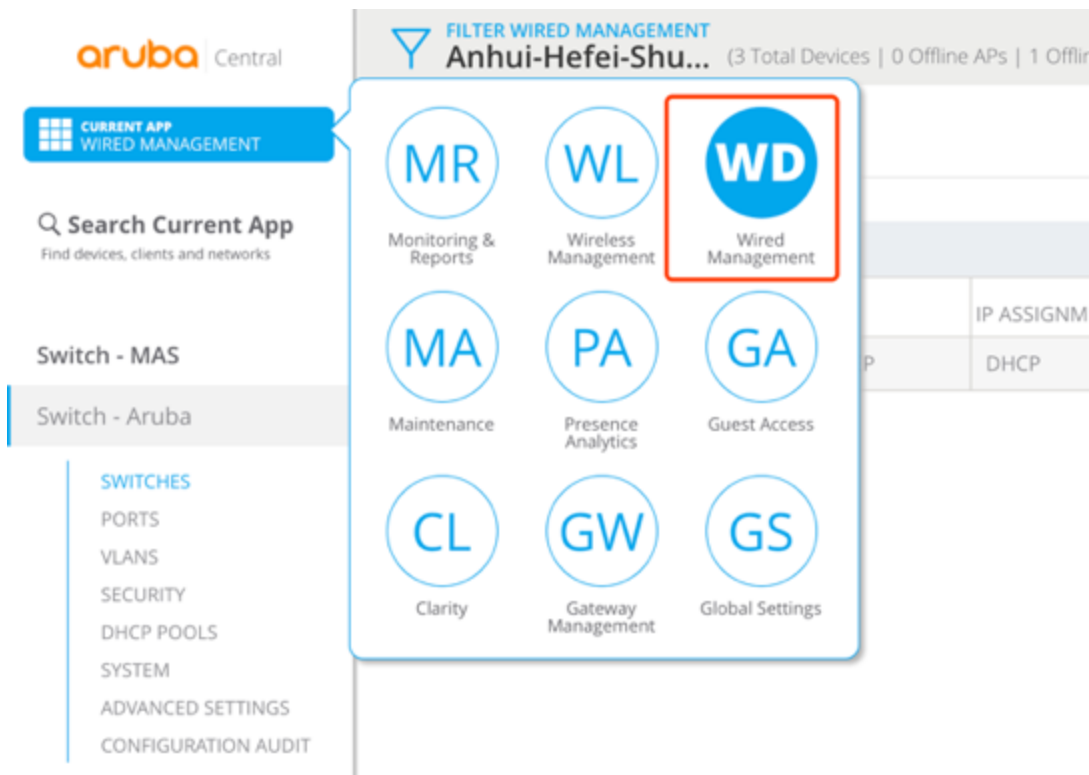 aruba Central
CURRENT APP
WIRED MANAGEMENT
Search Current App
Find devices, clients and networks
Switch - MAS
Switch - Aruba
SWITCHES
PORTS
VLANS
SECURITY
DHCP POOLS
SYSTEM
ADVANCED SETTINGS
CONFIGURATION AUDIT
FILTER WIRED MANAGEMENT
Anhui-Hefei-Shu... (3 Total Devices | 0 Offline APs | 1 Offlin
MR
Monitoring &
Reports
WL
Wireless
Management
WD
Wired
Management
MA
Maintenance
PA
Presence
Analytics
GA
Guest Access
CL
Clarity
GW
Gateway
Management
GS
Global Settings
IP ASSIGNM
P
DHCP